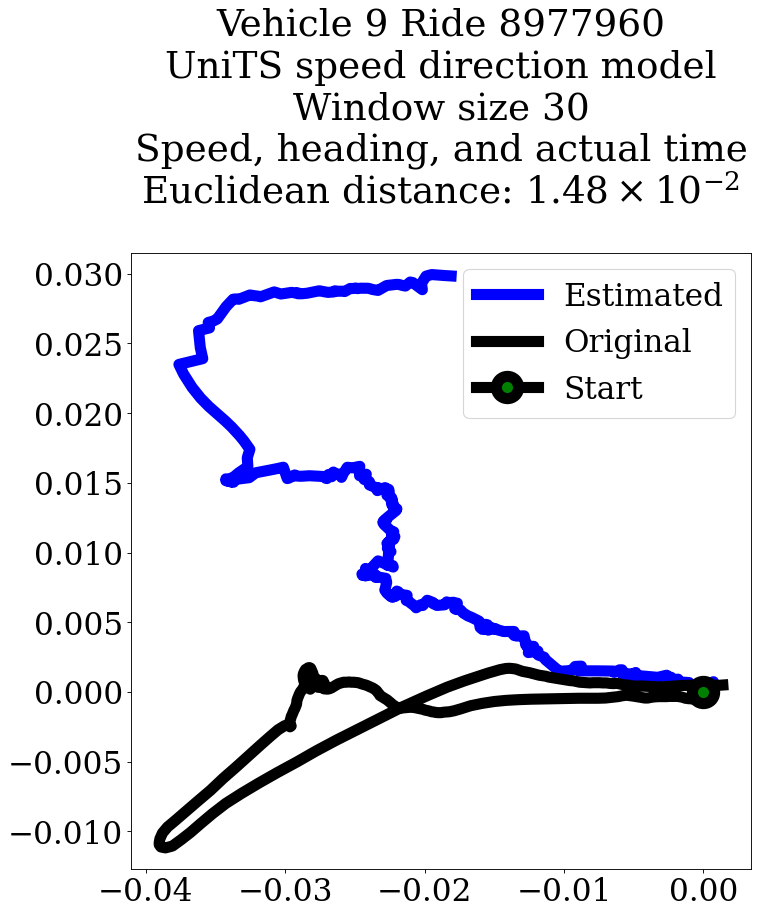 Vehicle 9 Ride 8977960
UniTS speed direction model
Window size 30
Speed, heading, and actual time
Euclidean distance: 1.48 × 10⁻²
Estimated
Original
Start
0.030
0.025
0.020
0.015
0.010
0.005
0.000
−0.005
−0.010
−0.04 −0.03 −0.02 −0.01 0.00